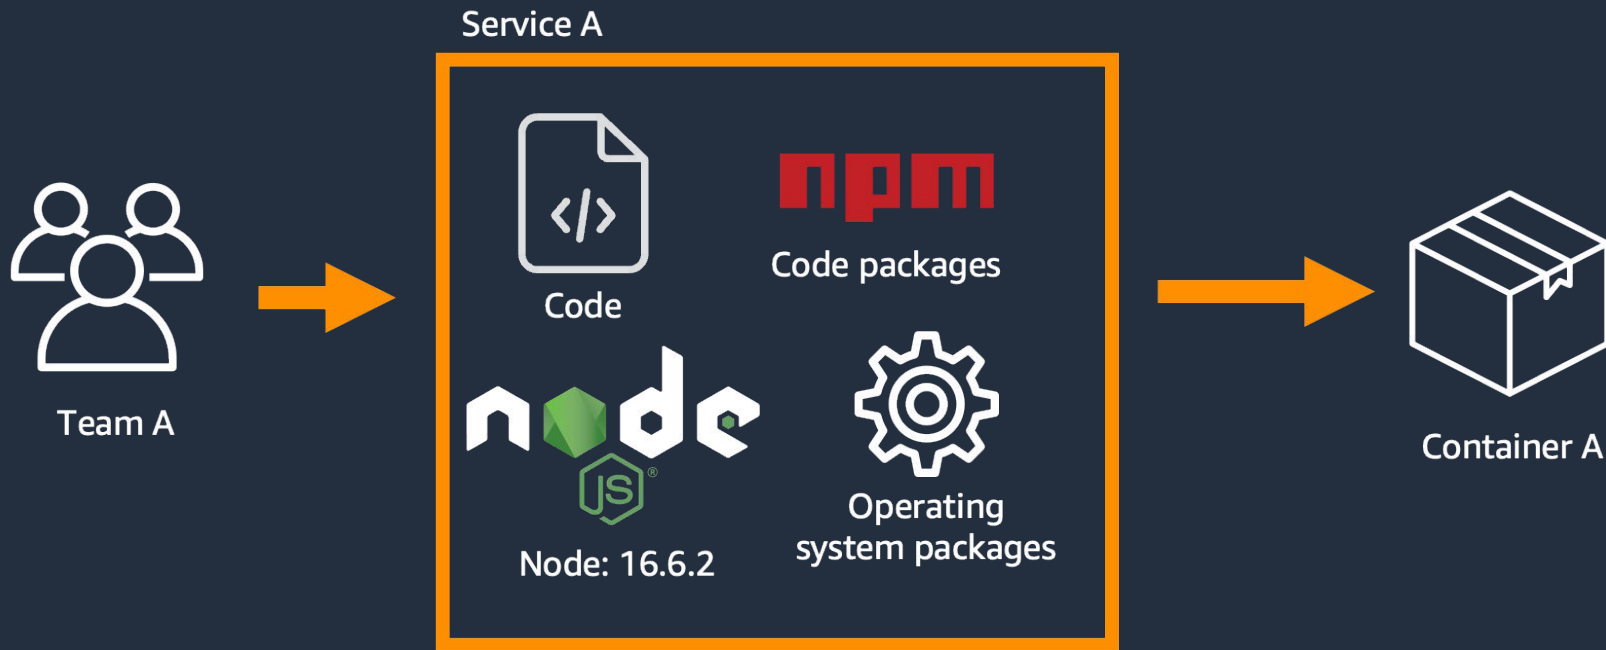 Service A
</>
npm
Code packages
Code
Team A
node
JS®
Node: 16.6.2
Operating
system packages
Container A